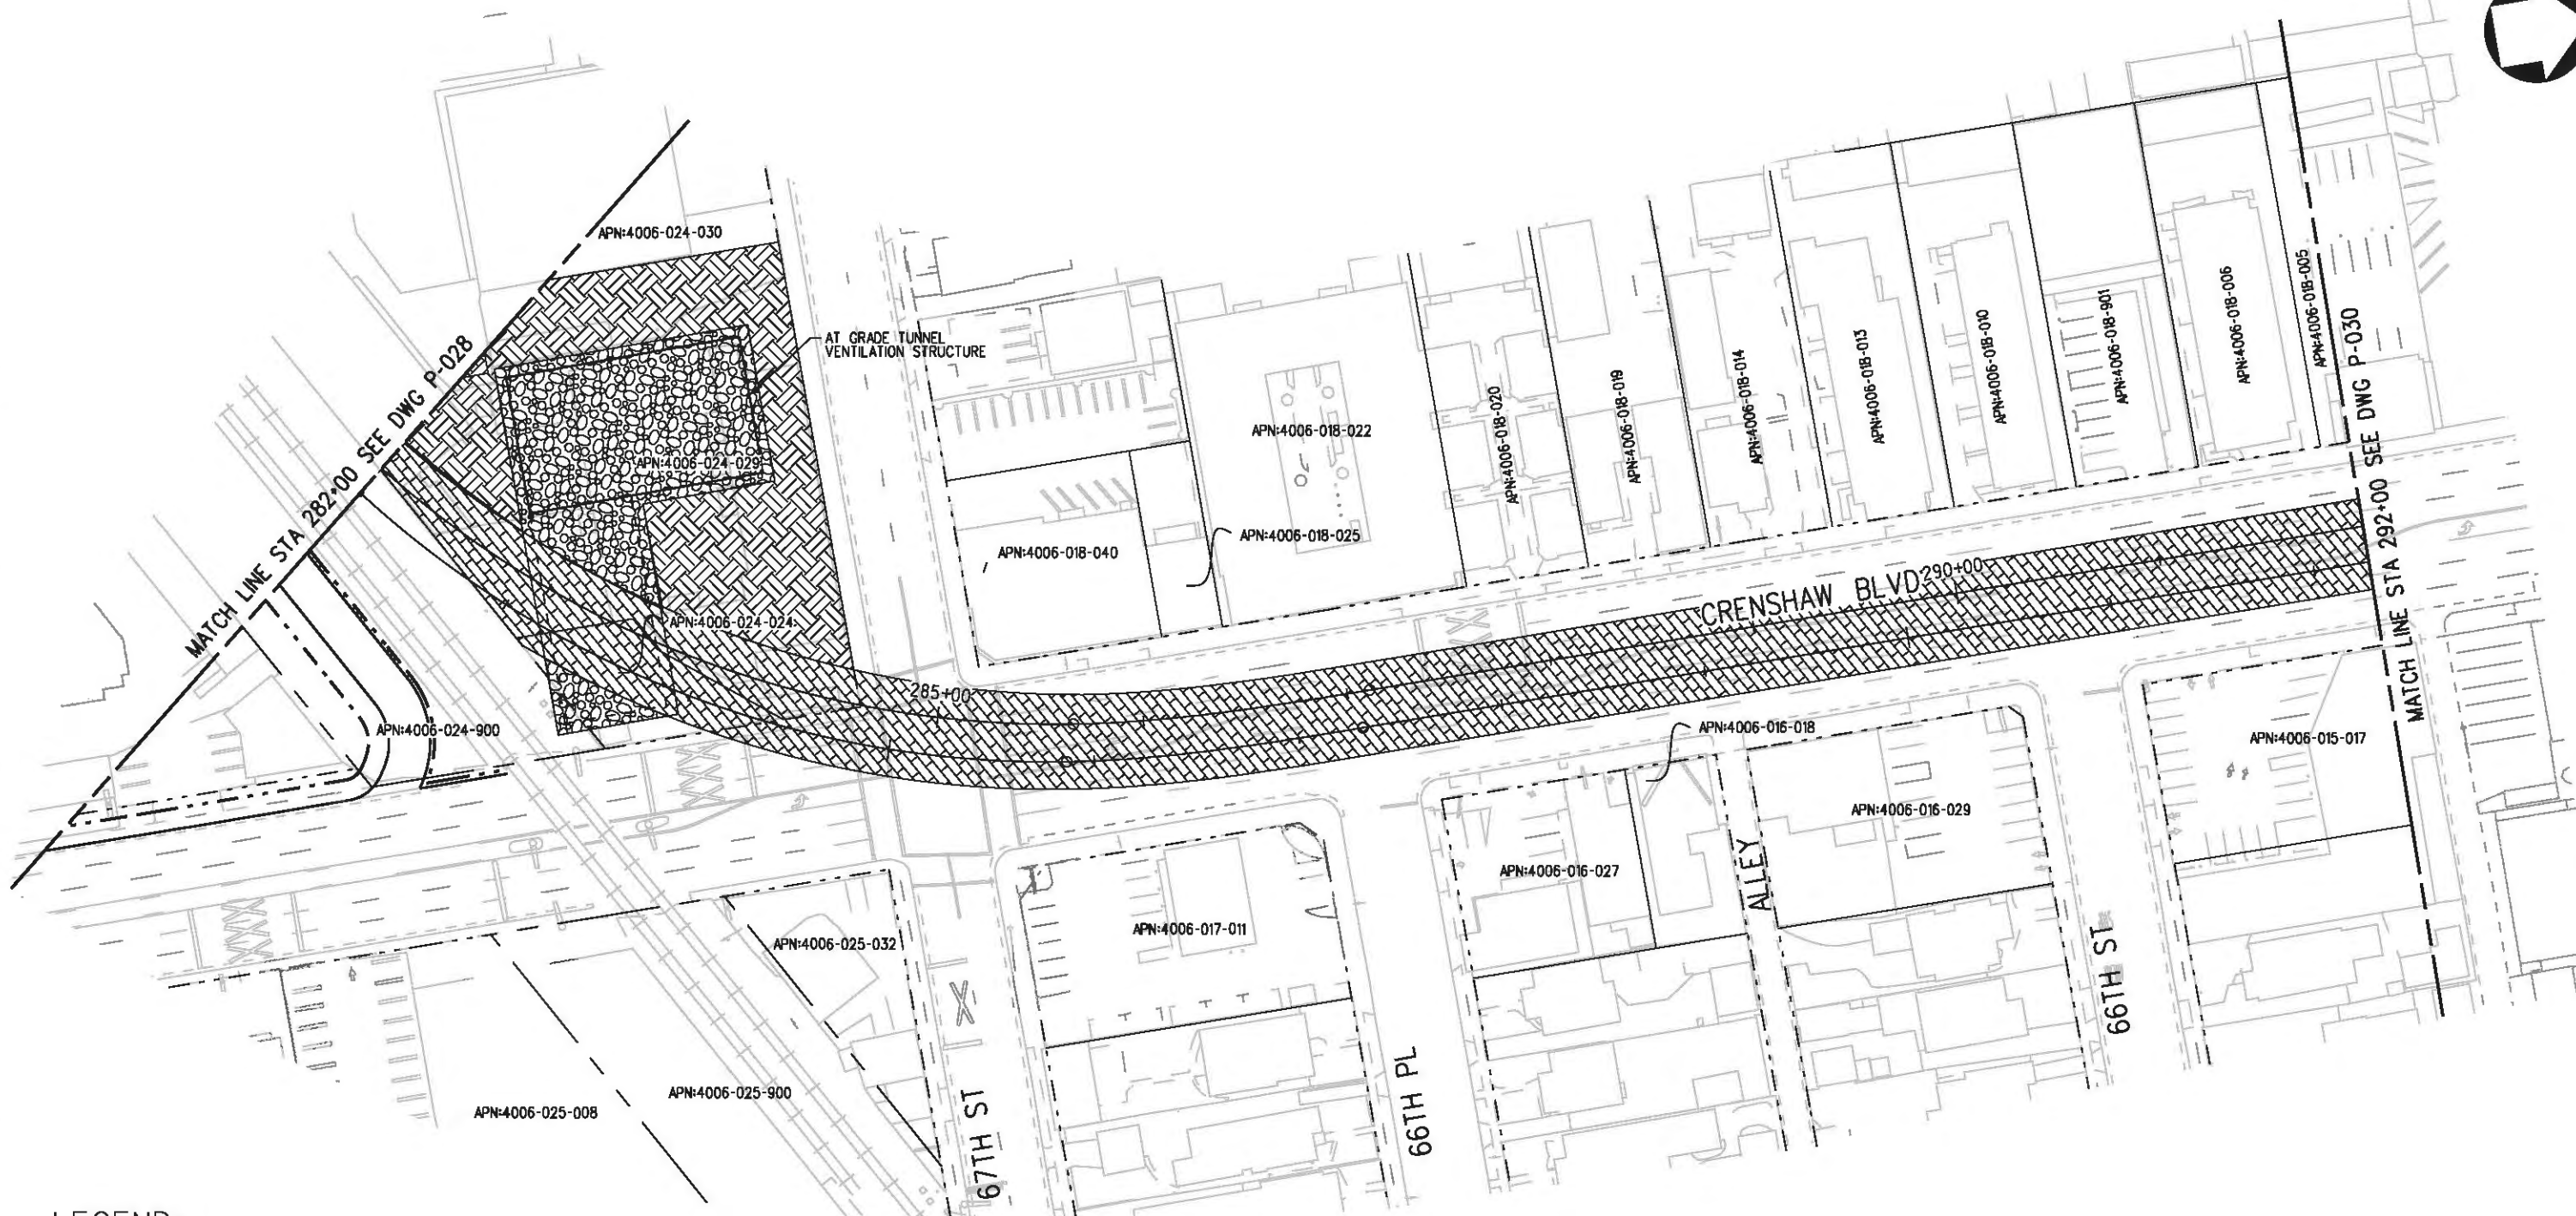 APN:4006-024-030
AT GRADE TUNNEL
VENTILATION STRUCTURE
MATCH LINE STA 282+00 SEE DWG P-028
APN:4006-024-029
APN:4006-024-024
APN:4006-024-900
APN:4006-018-040
APN:4006-018-025
APN:4006-018-022
APN:4006-018-020
APN:4006-018-019
APN:4006-018-014
APN:4006-018-013
APN:4006-018-010
APN:4006-018-901
APN:4006-018-006
APN:4006-018-005
MATCH LINE STA 292+00 SEE DWG P-030
285+00
CRENSHAW BLVD
290+00
APN:4006-016-018
APN:4006-015-017
APN:4006-016-029
APN:4006-016-027
ALLEY
APN:4006-017-011
APN:4006-025-032
APN:4006-025-900
APN:4006-025-008
67TH ST
66TH PL
66TH ST
LEGEND